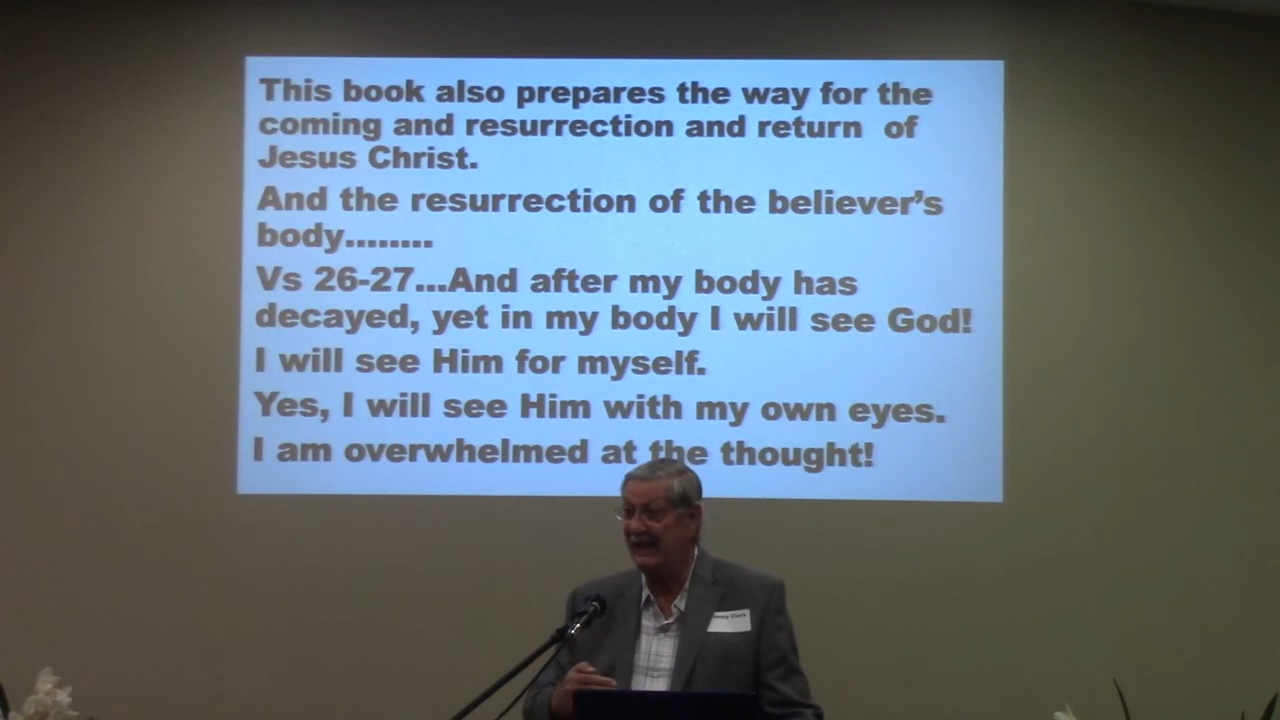 This book also prepares the way for the
coming and resurrection and return of
Jesus Christ.
And the resurrection of the believer’s
body........
Vs 26-27...And after my body has
decayed, yet in my body I will see God!
I will see Him for myself.
Yes, I will see Him with my own eyes.
I am overwhelmed at the thought!
Clark